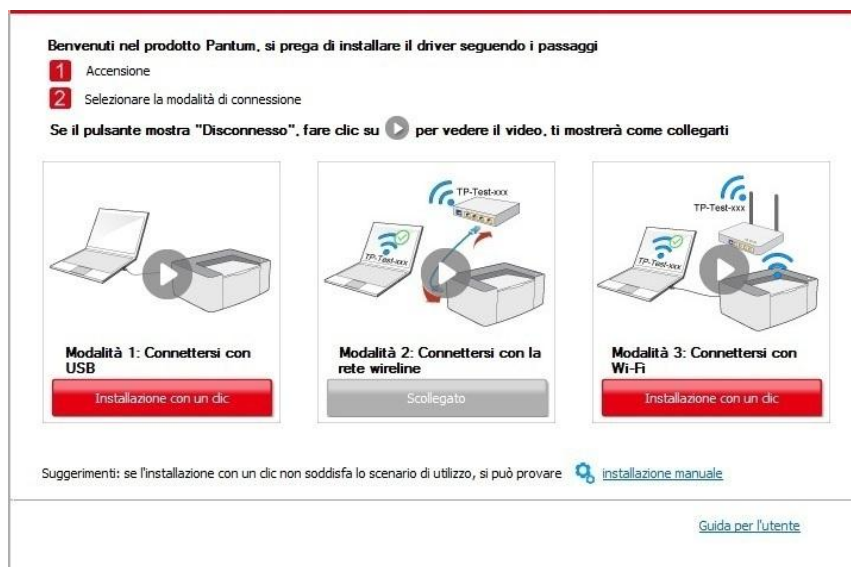 Benvenuti nel prodotto Pantum, si prega di installare il driver seguendo i passaggi
1 Accensione
2 Selezionare la modalità di connessione
Se il pulsante mostra "Disconnesso", fare clic su per vedere il video, ti mostrerà come collegarti
TP-Test-xxx
TP-Test-xxx
TP-Test-xxx
TP-Test-xxx
Modalità 1: Connettersi con
USB
Installazione con un clic
Modalità 2: Connettersi con la
rete wireline
Scollegato
Modalità 3: Connettersi con
Wi-Fi
Installazione con un clic
Suggerimenti: se l'installazione con un clic non soddisfa lo scenario di utilizzo, si può provare installazione manuale
Guida per l'utente